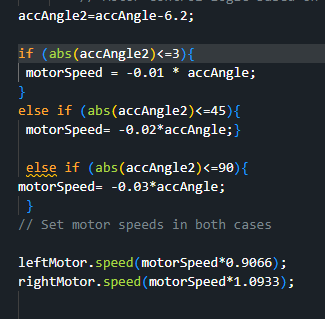 accAngle2=accAngle-6.2;
if (abs(accAngle2)<=3){
motorSpeed = -0.01 * accAngle;
}
else if (abs(accAngle2)<=45){
motorSpeed= -0.02*accAngle;}
else if (abs(accAngle2)<=90){
motorSpeed= -0.03*accAngle;
}
// Set motor speeds in both cases
leftMotor.speed(motorSpeed*0.9066);
rightMotor.speed(motorSpeed*1.0933);